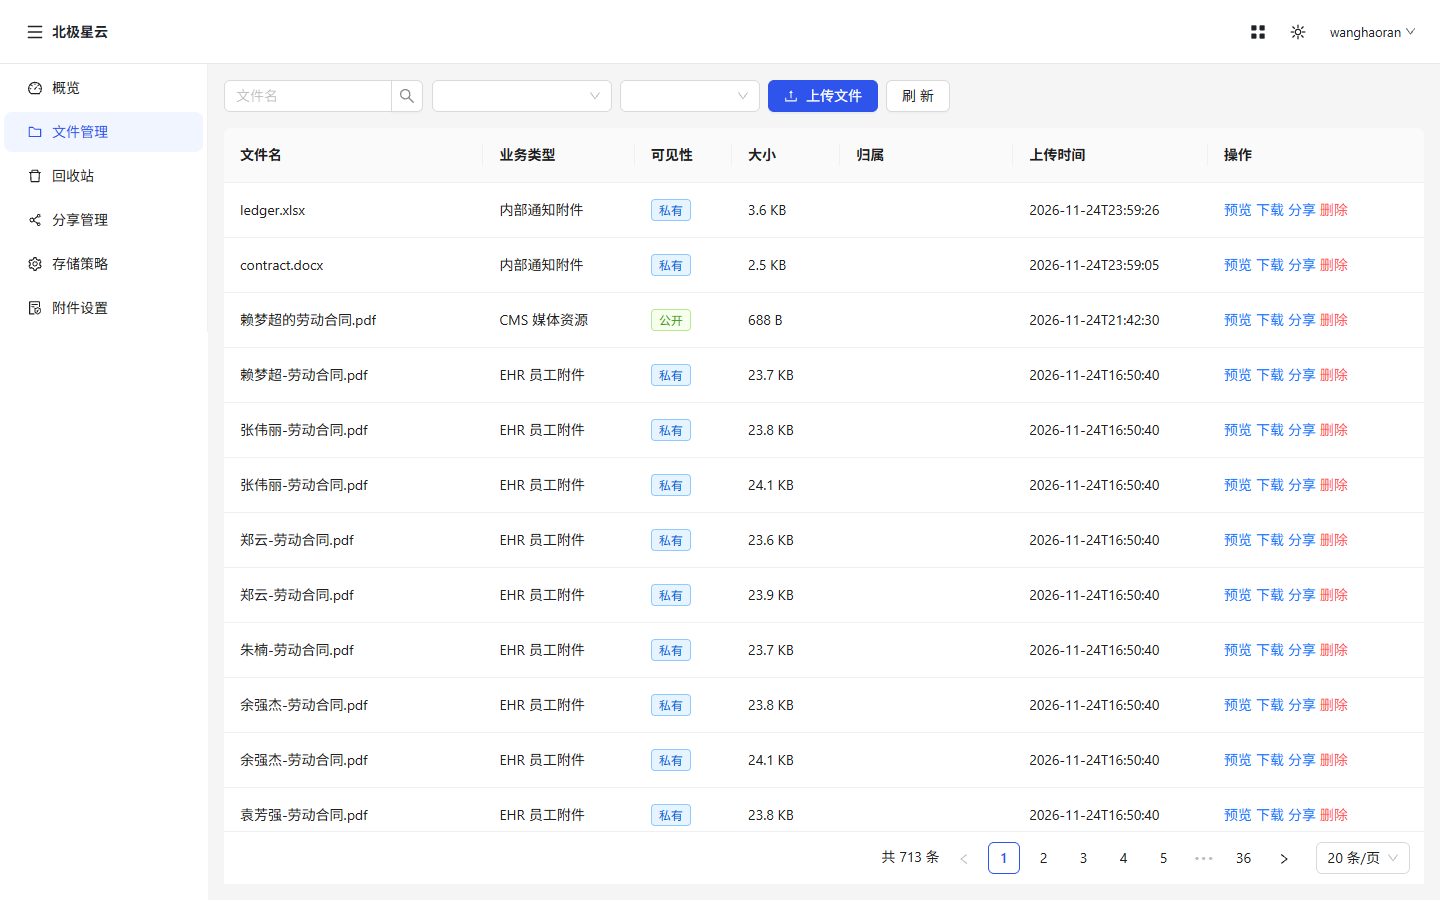 北极星云
wanghaoran
概览
文件管理
回收站
分享管理
存储策略
附件设置
文件名
上传文件
刷 新
文件名 业务类型 可见性 大小 归属 上传时间 操作
ledger.xlsx 内部通知附件 私有 3.6 KB 2026-11-24T23:59:26 预览 下载 分享 删除
contract.docx 内部通知附件 私有 2.5 KB 2026-11-24T23:59:05 预览 下载 分享 删除
赖梦超的劳动合同.pdf CMS 媒体资源 公开 688 B 2026-11-24T21:42:30 预览 下载 分享 删除
赖梦超-劳动合同.pdf EHR 员工附件 私有 23.7 KB 2026-11-24T16:50:40 预览 下载 分享 删除
张伟丽-劳动合同.pdf EHR 员工附件 私有 23.8 KB 2026-11-24T16:50:40 预览 下载 分享 删除
张伟丽-劳动合同.pdf EHR 员工附件 私有 24.1 KB 2026-11-24T16:50:40 预览 下载 分享 删除
郑云-劳动合同.pdf EHR 员工附件 私有 23.6 KB 2026-11-24T16:50:40 预览 下载 分享 删除
郑云-劳动合同.pdf EHR 员工附件 私有 23.9 KB 2026-11-24T16:50:40 预览 下载 分享 删除
朱楠-劳动合同.pdf EHR 员工附件 私有 23.7 KB 2026-11-24T16:50:40 预览 下载 分享 删除
余强杰-劳动合同.pdf EHR 员工附件 私有 23.8 KB 2026-11-24T16:50:40 预览 下载 分享 删除
余强杰-劳动合同.pdf EHR 员工附件 私有 24.1 KB 2026-11-24T16:50:40 预览 下载 分享 删除
袁芳强-劳动合同.pdf EHR 员工附件 私有 23.8 KB 2026-11-24T16:50:40 预览 下载 分享 删除
共 713 条 1 2 3 4 5 ••• 36 20 条/页